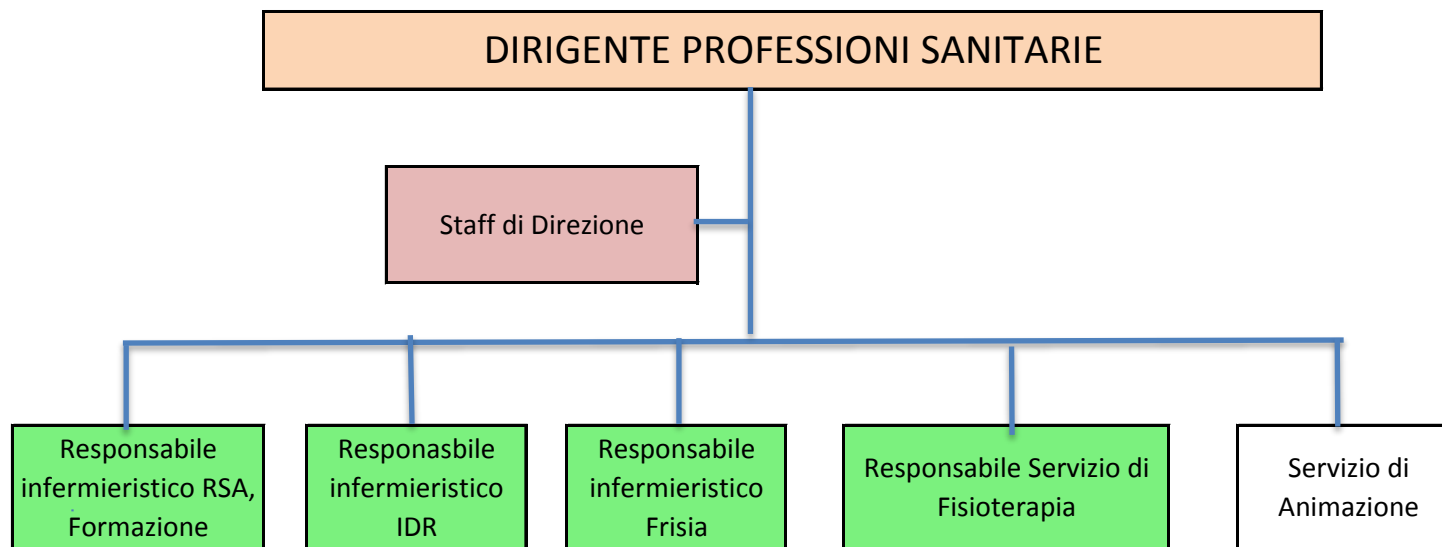 DIRIGENTE PROFESSIONI SANITARIE
Staff di Direzione
Responsabile
infermieristico RSA,
Formazione
Responasbile
infermieristico
IDR
Responsabile
infermieristico
Frisia
Responsabile Servizio di
Fisioterapia
Servizio di
Animazione